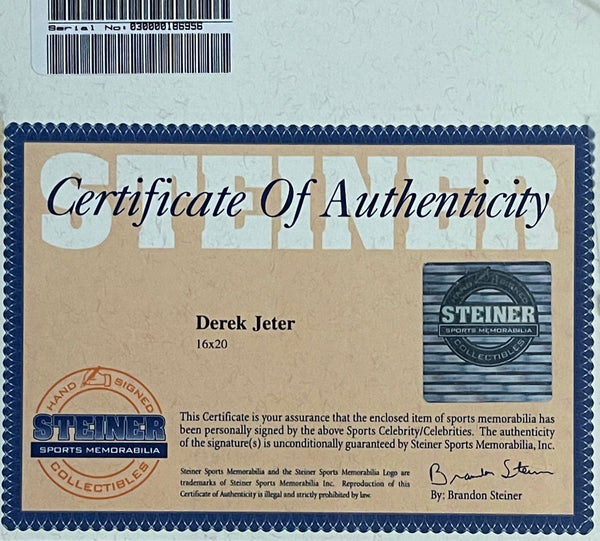 Serial No: 030000186956
STEINER
Certificate Of Authenticity
Derek Jeter
16x20
STEINER
SPORTS MEMORABILIA
COLLECTIBLES
HAND SIGNED
STEINER
SPORTS MEMORABILIA
COLLECTIBLES
This Certificate is your assurance that the enclosed item of sports memorabilia has
been personally signed by the above Sports Celebrity/Celebrities. The authenticity
of the signature(s) is unconditionally guaranteed by Steiner Sports Memorabilia, Inc.
Steiner Sports Memorabilia and the Steiner Sports Memorabilia Logo are
trademarks of Steiner Sports Memorabilia Inc. Reproduction of this
Certificate of Authenticity is illegal and strictly prohibited by law.
Brandon Steiner
By: Brandon Steiner